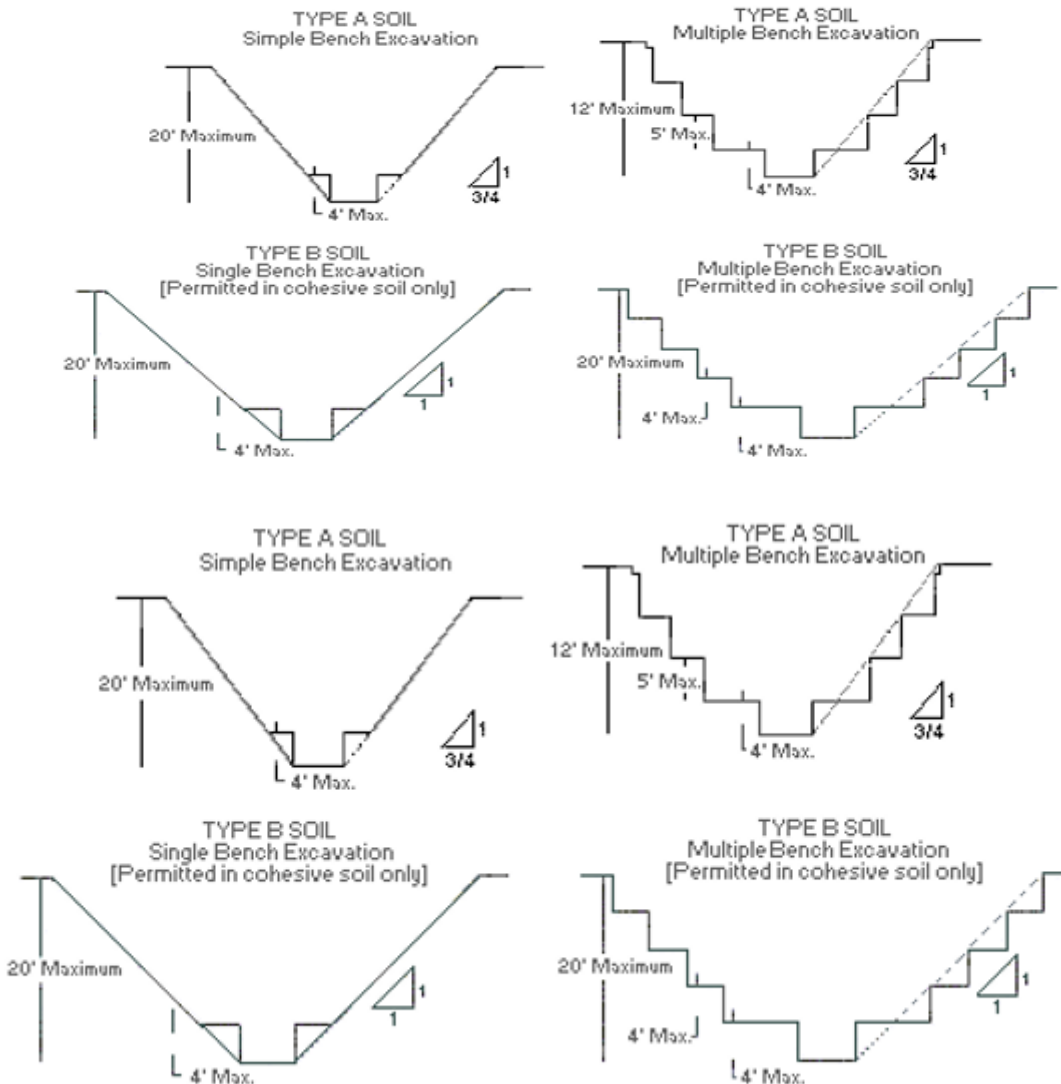 TYPE A SOIL
Simple Bench Excavation
20' Maximum
4' Max.
1
3/4
TYPE A SOIL
Multiple Bench Excavation
12' Maximum
5' Max.
4' Max.
1
3/4
TYPE B SOIL
Single Bench Excavation
[Permitted in cohesive soil only]
20' Maximum
4' Max.
1
1
TYPE B SOIL
Multiple Bench Excavation
[Permitted in cohesive soil only]
20' Maximum
4' Max.
4' Max.
1
1
TYPE A SOIL
Simple Bench Excavation
20' Maximum
4' Max.
1
3/4
TYPE A SOIL
Multiple Bench Excavation
12' Maximum
5' Max.
4' Max.
1
3/4
TYPE B SOIL
Single Bench Excavation
[Permitted in cohesive soil only]
20' Maximum
4' Max.
1
1
TYPE B SOIL
Multiple Bench Excavation
[Permitted in cohesive soil only]
20' Maximum
4' Max.
4' Max.
1
1